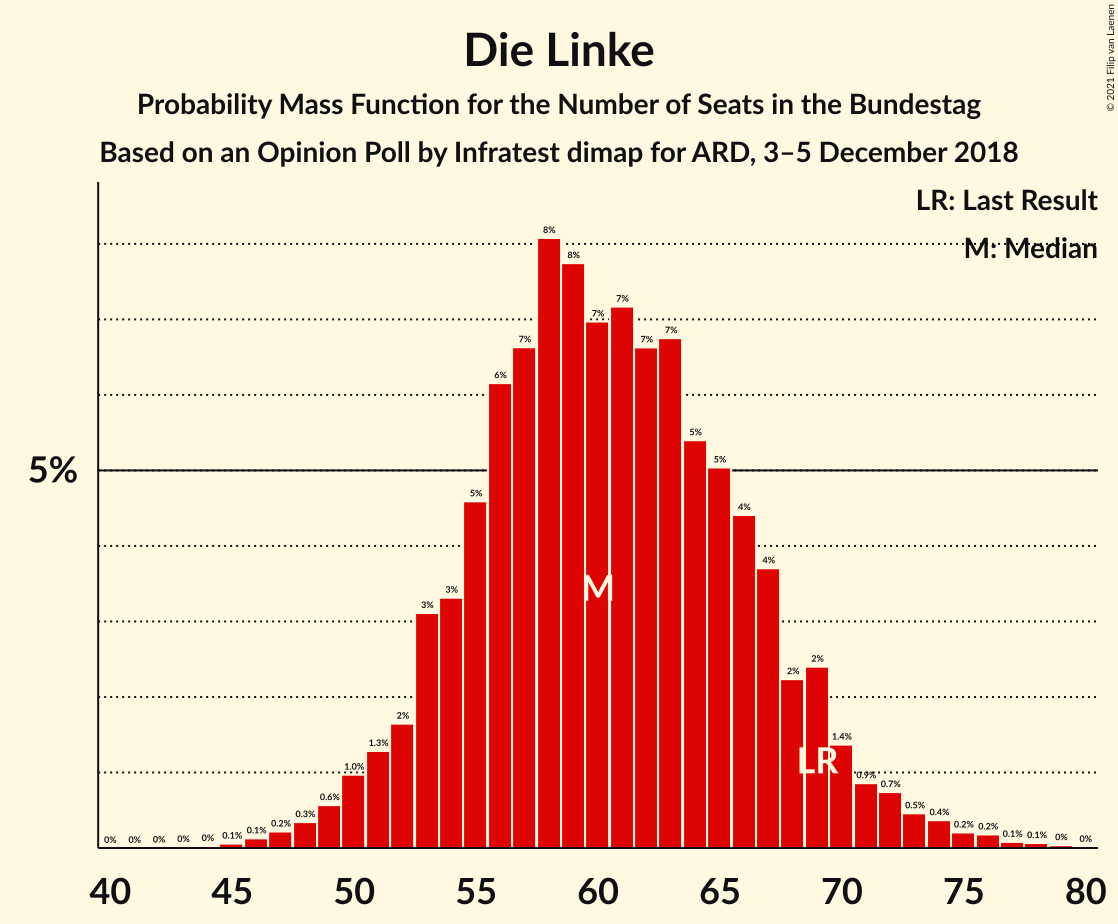 © 2021 Filip van Laenen
Die Linke
Probability Mass Function for the Number of Seats in the Bundestag
Based on an Opinion Poll by Infratest dimap for ARD, 3–5 December 2018
LR: Last Result
M: Median
5%
0% 0% 0% 0% 0% 0.1% 0.1% 0.2% 0.3% 0.6% 1.0% 1.3% 2% 3% 3% 5% 6% 7% 8% 8% 7% 7% 7% 7% 5% 5% 4% 4% 2% 2% 1.4% 0.9% 0.7% 0.5% 0.4% 0.2% 0.2% 0.1% 0.1% 0% 0%
M
LR
40 45 50 55 60 65 70 75 80